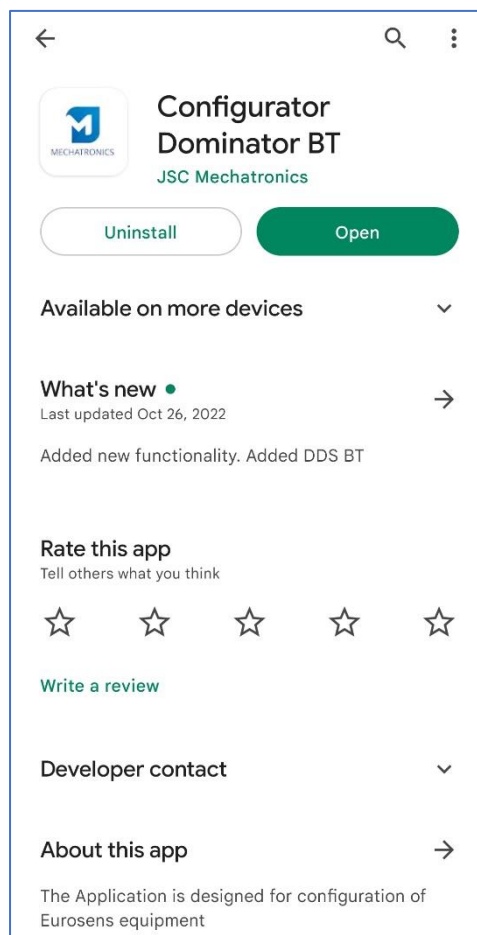 Configurator
Dominator BT
MECHATRONICS
JSC Mechatronics
Uninstall
Open
Available on more devices
What's new
Last updated Oct 26, 2022
Added new functionality. Added DDS BT
Rate this app
Tell others what you think
Write a review
Developer contact
About this app
The Application is designed for configuration of
Eurosens equipment